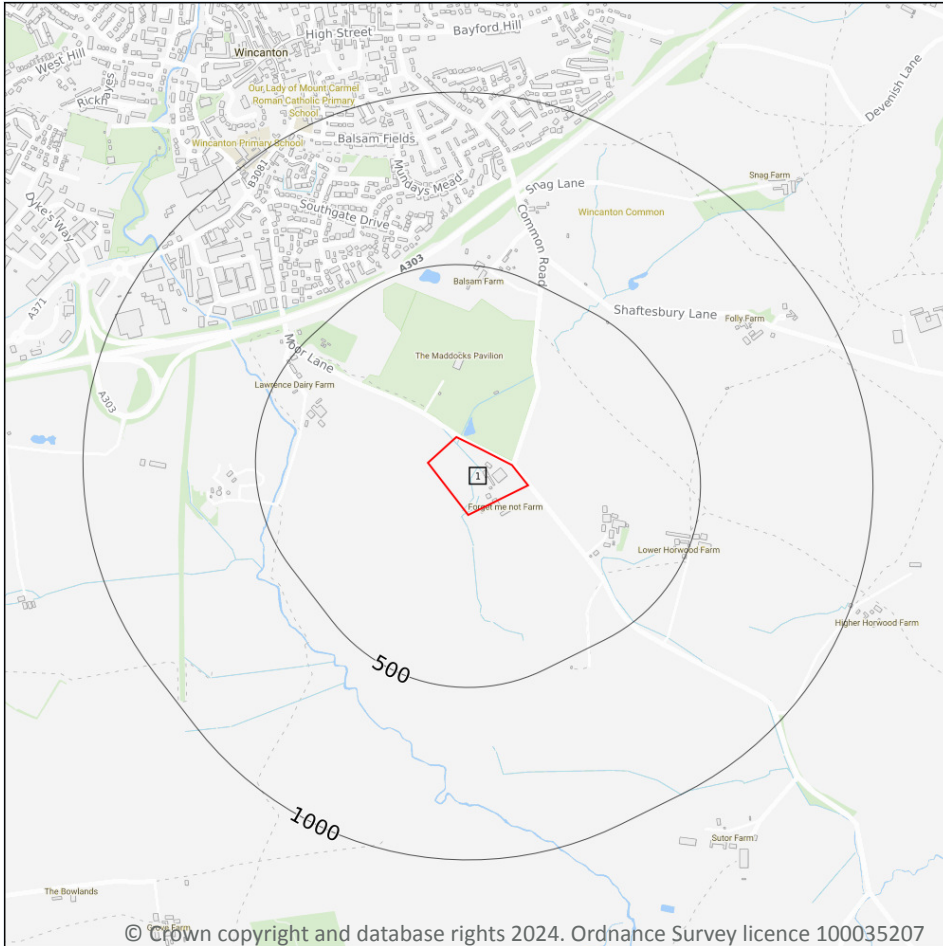 High Street
Bayford Hill
West Hill
Wincanton
Devenish Lane
Our Lady of Mount Carmel
Roman Catholic Primary
School
Wincanton Primary School
Balsam Fields
B3081
Mundays Mead
Snag Farm
Snag Lane
Dyke's Way
Southgate Drive
Wincanton Common
Common Road
A303
A371
Balsam Farm
Shaftesbury Lane
Folly Farm
Moor Lane
The Maddocks Pavilion
Lawrence Dairy Farm
A303
1
Forget me not Farm
Lower Horwood Farm
Higher Horwood Farm
500
1000
Sutor Farm
The Bowlands
Grove Farm
© Crown copyright and database rights 2024. Ordnance Survey licence 100035207